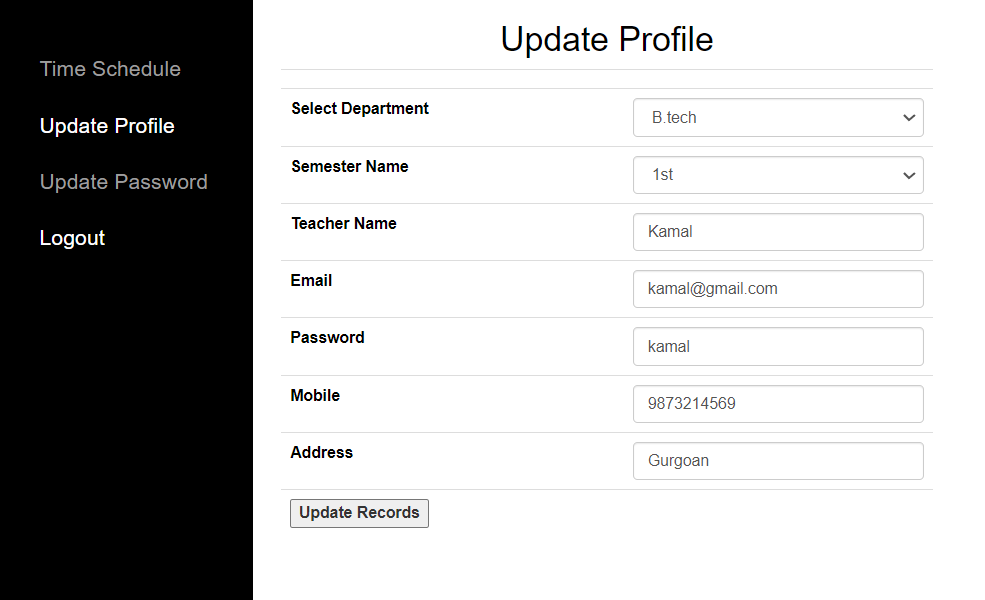 Time Schedule
Update Profile
Update Password
Logout
Update Profile
Select Department B.tech
Semester Name 1st
Teacher Name Kamal
Email kamal@gmail.com
Password kamal
Mobile 9873214569
Address Gurgoan
Update Records